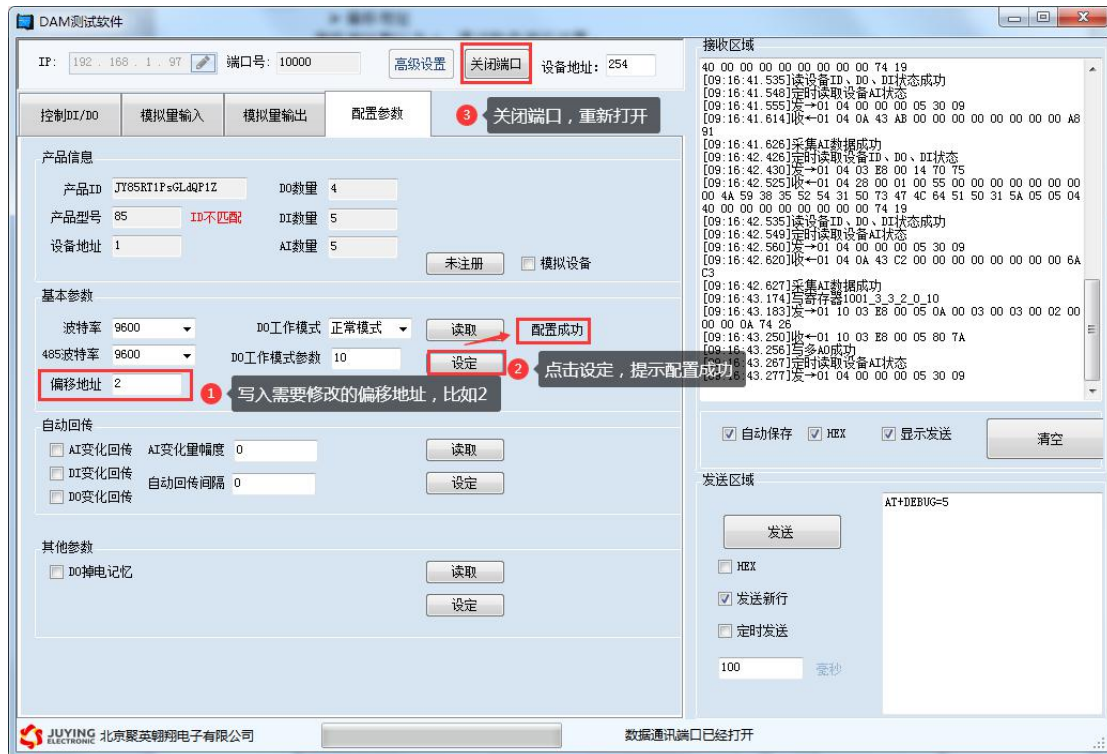 DAM测试软件
IP: 192 . 168 . 1 . 97 端口号: 10000 高级设置 关闭端口 设备地址: 254
控制DI/DO 模拟量输入 模拟量输出 配置参数
3 关闭端口，重新打开
产品信息
产品ID JY85RT1PsGLdQP1Z DO数量 4
产品型号 85 ID不匹配 DI数量 5
设备地址 1 AI数量 5
未注册 模拟设备
基本参数
波特率 9600 DO工作模式 正常模式 读取 配置成功
485波特率 9600 DO工作模式参数 10 设定
2 点击设定，提示配置成功
偏移地址 2
1 写入需要修改的偏移地址，比如2
自动回传
AI变化回传 AI变化量幅度 0 读取
DI变化回传 自动回传间隔 0 设定
DO变化回传
其他参数
DO掉电记忆 读取
设定
接收区域
40 00 00 00 00 00 00 00 00 74 19
[09:16:41.535]读设备ID、DO、DI状态成功
[09:16:41.548]定时读取设备AI状态
[09:16:41.555]发→01 04 00 00 00 05 30 09
[09:16:41.614]收←01 04 0A 43 AB 00 00 00 00 00 00 00 00 A8
91
[09:16:41.626]采集AI数据成功
[09:16:42.426]定时读取设备ID、DO、DI状态
[09:16:42.430]发→01 04 03 E8 00 14 70 75
[09:16:42.525]收←01 04 28 00 01 00 55 00 00 00 00 00 00 00
00 4A 59 38 35 52 54 31 50 73 47 4C 64 51 50 31 5A 05 05 04
40 00 00 00 00 00 00 00 00 74 19
[09:16:42.535]读设备ID、DO、DI状态成功
[09:16:42.549]定时读取设备AI状态
[09:16:42.560]发→01 04 00 00 00 05 30 09
[09:16:42.620]收←01 04 0A 43 C2 00 00 00 00 00 00 00 00 6A
C3
[09:16:42.627]采集AI数据成功
[09:16:43.174]写寄存器1001_3_3_2_0_10
[09:16:43.183]发→01 10 03 E8 00 05 0A 00 03 00 03 00 02 00
00 00 0A 74 26
[09:16:43.250]收←01 10 03 E8 00 05 80 7A
[09:16:43.256]写多AO成功
[09:16:43.267]定时读取设备AI状态
[09:16:43.277]发→01 04 00 00 00 05 30 09
自动保存 HEX 显示发送 清空
发送区域
AT+DEBUG=5
发送
HEX
发送新行
定时发送
100 毫秒
JUYING ELECTRONIC 北京聚英翱翔电子有限公司 数据通讯端口已经打开